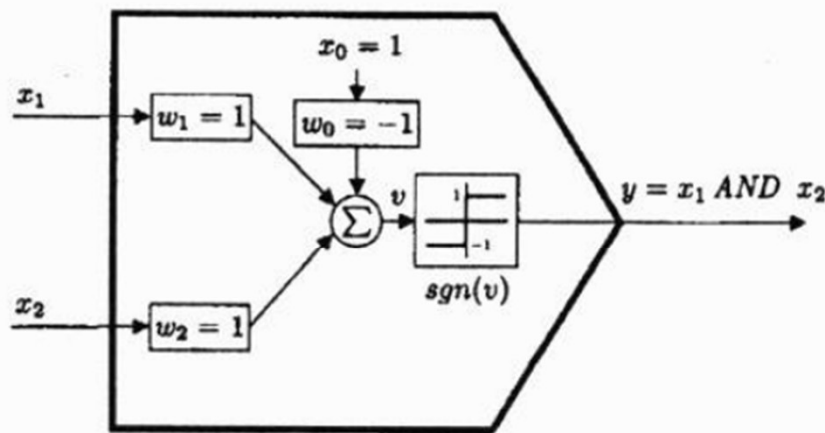 x₀ = 1
x₁
w₁ = 1
w₀ = −1
v
1
−1
Σ
y = x₁ AND x₂
sgn(v)
x₂
w₂ = 1